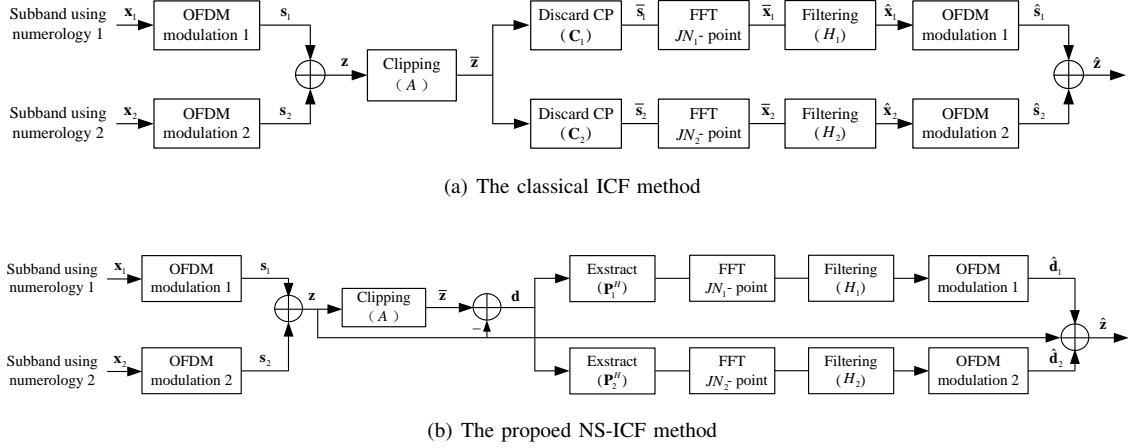 Subband using
numerology 1
x₁
OFDM
modulation 1
s₁
z
Clipping
( A )
z̅
Discard CP
( C₁ )
s̅₁
FFT
JN₁- point
x̅₁
Filtering
( H₁ )
x̂₁
OFDM
modulation 1
ŝ₁
ẑ
Subband using
numerology 2
x₂
OFDM
modulation 2
s₂
Discard CP
( C₂ )
s̅₂
FFT
JN₂- point
x̅₂
Filtering
( H₂ )
x̂₂
OFDM
modulation 2
ŝ₂
(a) The classical ICF method
Subband using
numerology 1
x₁
OFDM
modulation 1
s₁
z
Clipping
( A )
z̅
−
d
Exstract
( P₁ᴴ )
FFT
JN₁- point
Filtering
( H₁ )
OFDM
modulation 1
d̂₁
ẑ
Subband using
numerology 2
x₂
OFDM
modulation 2
s₂
Exstract
( P₂ᴴ )
FFT
JN₂- point
Filtering
( H₂ )
OFDM
modulation 2
d̂₂
(b) The propoed NS-ICF method